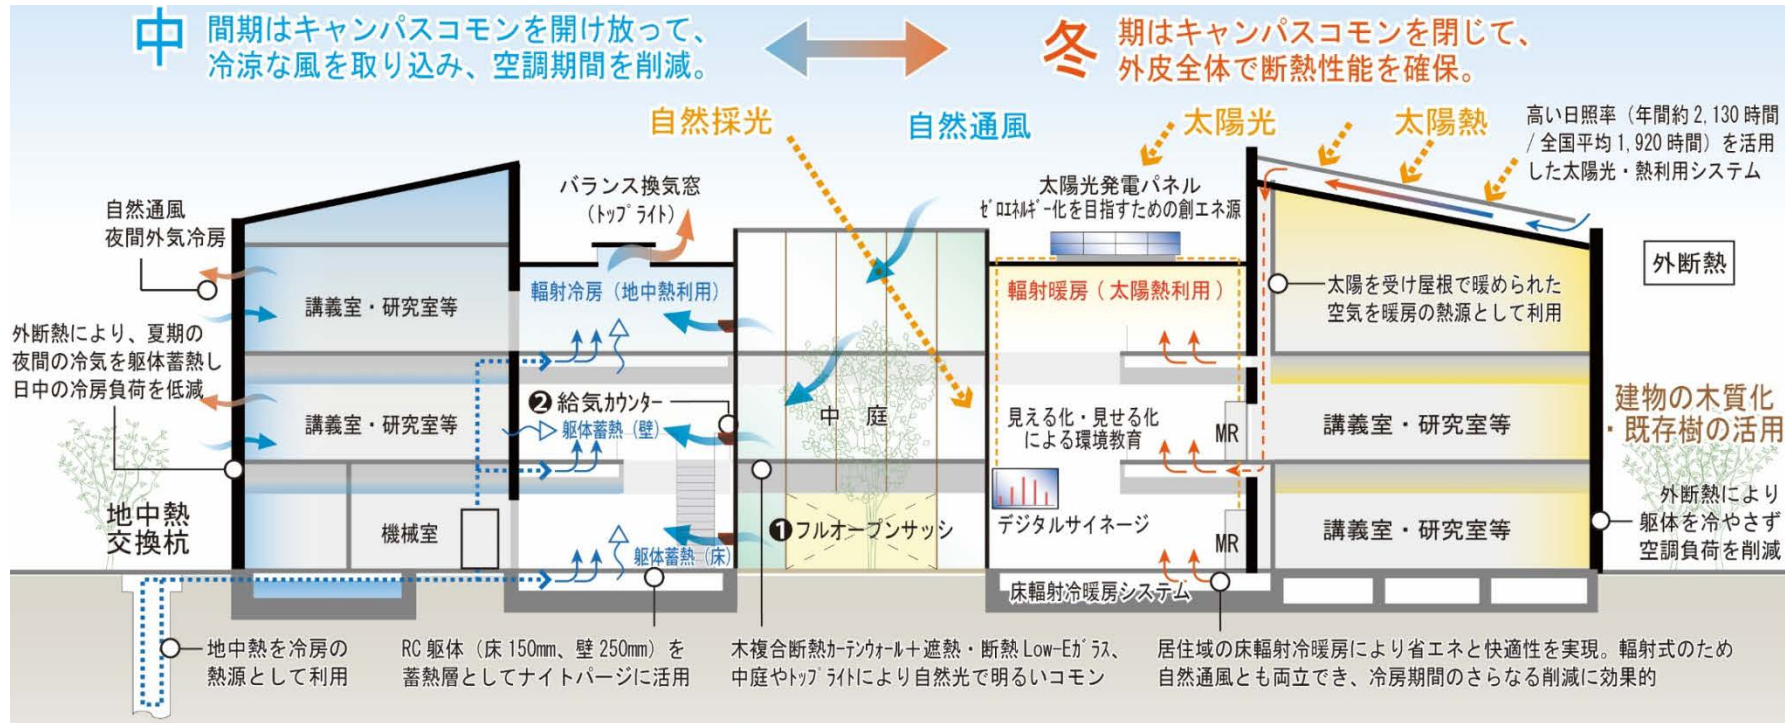 中間期はキャンパスコモンを開け放って、
冷涼な風を取り込み、空調期間を削減。
冬期はキャンパスコモンを閉じて、
外皮全体で断熱性能を確保。
自然採光
自然通風
太陽光
太陽熱
高い日照率（年間約2,130時間
/全国平均1,920時間）を活用
した太陽光・熱利用システム
自然通風
夜間外気冷房
バランス換気窓
（ﾄｯﾌﾟﾗｲﾄ）
太陽光発電パネル
ｾﾞﾛｴﾈﾙｷﾞｰ化を目指すための創エネ源
外断熱
講義室・研究室等
輻射冷房（地中熱利用）
輻射暖房（太陽熱利用）
太陽を受け屋根で暖められた
空気を暖房の熱源として利用
外断熱により、夏期の
夜間の冷気を躯体蓄熱し
日中の冷房負荷を低減
講義室・研究室等
❷給気ｶｳﾝﾀｰ
躯体蓄熱（壁）
中庭
見える化・見せる化
による環境教育
MR
講義室・研究室等
建物の木質化
・既存樹の活用
地中熱
交換杭
機械室
躯体蓄熱（床）
❶フルオープンサッシ
デジタルサイネージ
MR
講義室・研究室等
外断熱により
躯体を冷やさず
空調負荷を削減
床輻射冷暖房システム
地中熱を冷房の
熱源として利用
RC躯体（床150mm、壁250mm）を
蓄熱層としてナイトパージに活用
木複合断熱ｶｰﾃﾝｳｫｰﾙ＋遮熱・断熱Low-Eｶﾞﾗｽ、
中庭やﾄｯﾌﾟﾗｲﾄにより自然光で明るいコモン
居住域の床輻射冷暖房により省エネと快適性を実現。輻射式のため
自然通風とも両立でき、冷房期間のさらなる削減に効果的